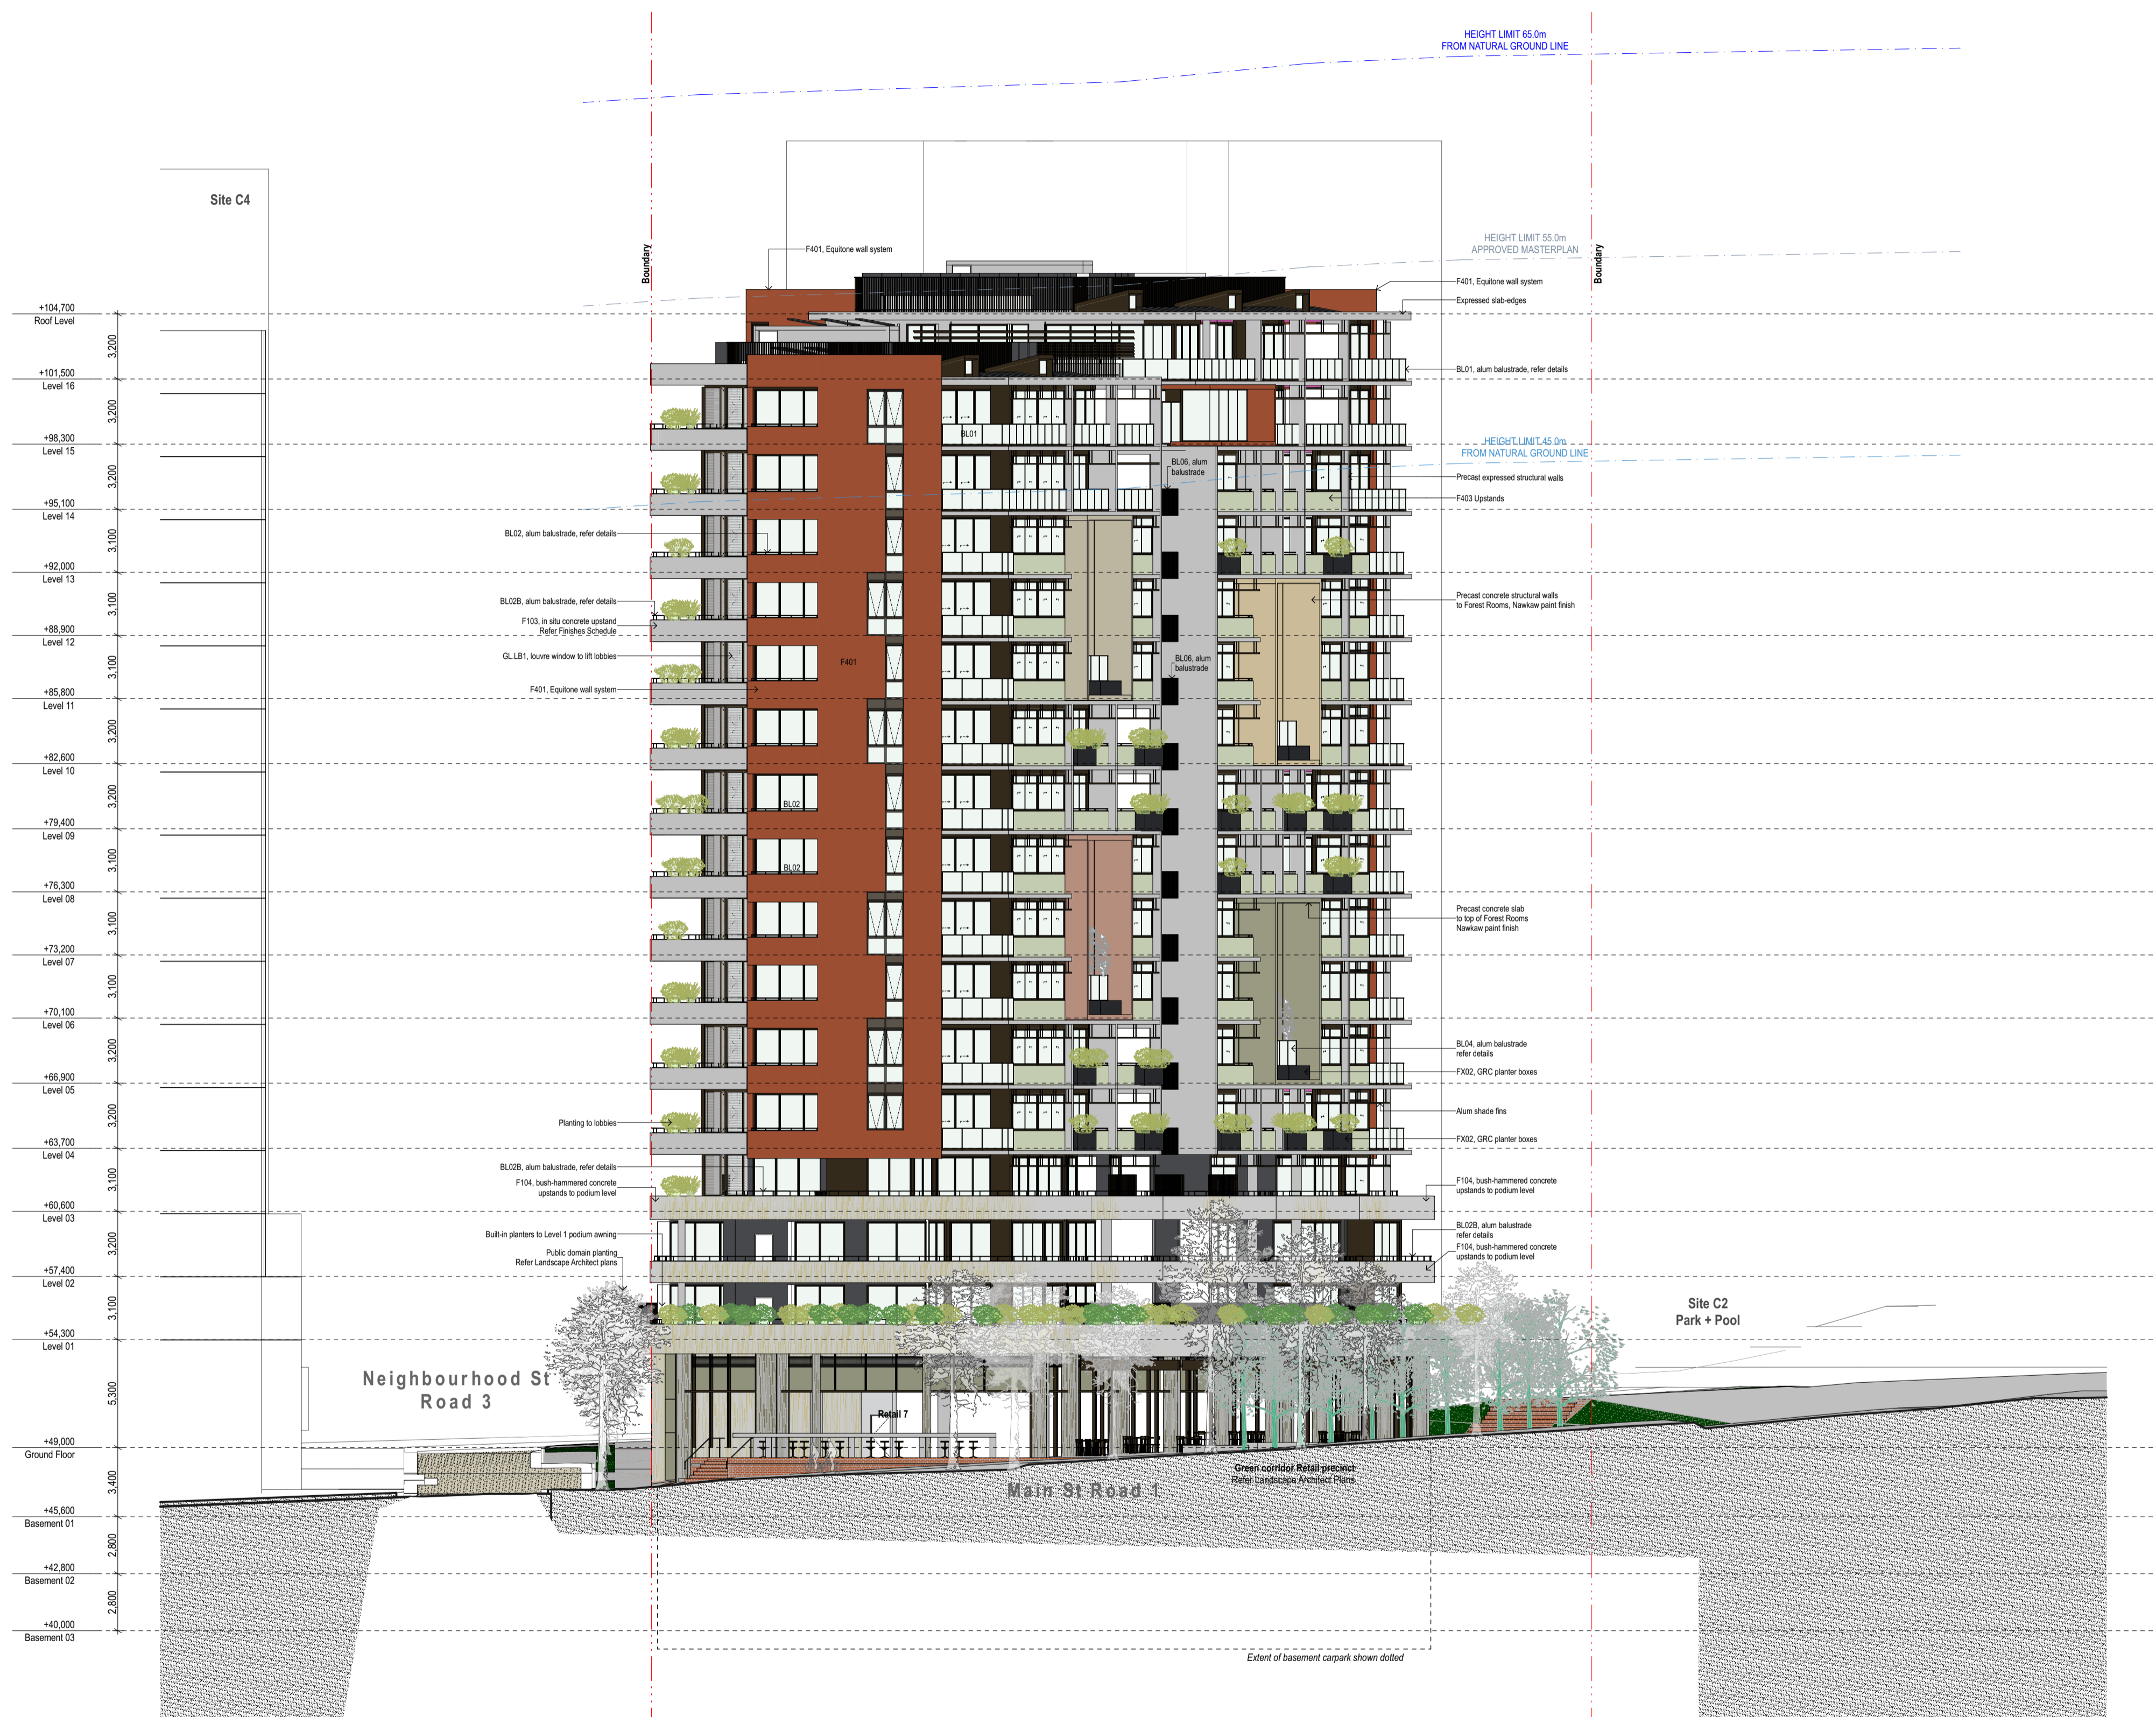 HEIGHT LIMIT 65.0m
FROM NATURAL GROUND LINE
Site C4
Boundary
HEIGHT LIMIT 55.0m
APPROVED MASTERPLAN
Boundary
F401, Equitone wall system
F401, Equitone wall system
Expressed slab-edges
BL01, alum balustrade, refer details
BL01
HEIGHT LIMIT 45.0m
FROM NATURAL GROUND LINE
BL06, alum
balustrade
Precast expressed structural walls
F403 Upstands
BL02, alum balustrade, refer details
BL02B, alum balustrade, refer details
F103, in situ concrete upstand
Refer Finishes Schedule
GL.LB1, louvre window to lift lobbies
F401, Equitone wall system
F401
BL06, alum
balustrade
Precast concrete structural walls
to Forest Rooms, Nawkaw paint finish
BL02
BL02
Precast concrete slab
to top of Forest Rooms
Nawkaw paint finish
BL04, alum balustrade
refer details
FX02, GRC planter boxes
Alum shade fins
FX02, GRC planter boxes
Planting to lobbies
BL02B, alum balustrade, refer details
F104, bush-hammered concrete
upstands to podium level
F104, bush-hammered concrete
upstands to podium level
BL02B, alum balustrade
refer details
F104, bush-hammered concrete
upstands to podium level
Built-in planters to Level 1 podium awning
Public domain planting
Refer Landscape Architect plans
Site C2
Park + Pool
Neighbourhood St
Road 3
Retail 7
Green corridor Retail precinct
Refer Landscape Architect Plans
Main St Road 1
Extent of basement carpark shown dotted
+104,700
Roof Level
3,200
+101,500
Level 16
3,200
+98,300
Level 15
3,200
+95,100
Level 14
3,100
+92,000
Level 13
3,100
+88,900
Level 12
3,100
+85,800
Level 11
3,200
+82,600
Level 10
3,200
+79,400
Level 09
3,100
+76,300
Level 08
3,100
+73,200
Level 07
3,100
+70,100
Level 06
3,200
+66,900
Level 05
3,200
+63,700
Level 04
3,100
+60,600
Level 03
3,200
+57,400
Level 02
3,100
+54,300
Level 01
5,300
+49,000
Ground Floor
3,400
+45,600
Basement 01
2,800
+42,800
Basement 02
2,800
+40,000
Basement 03